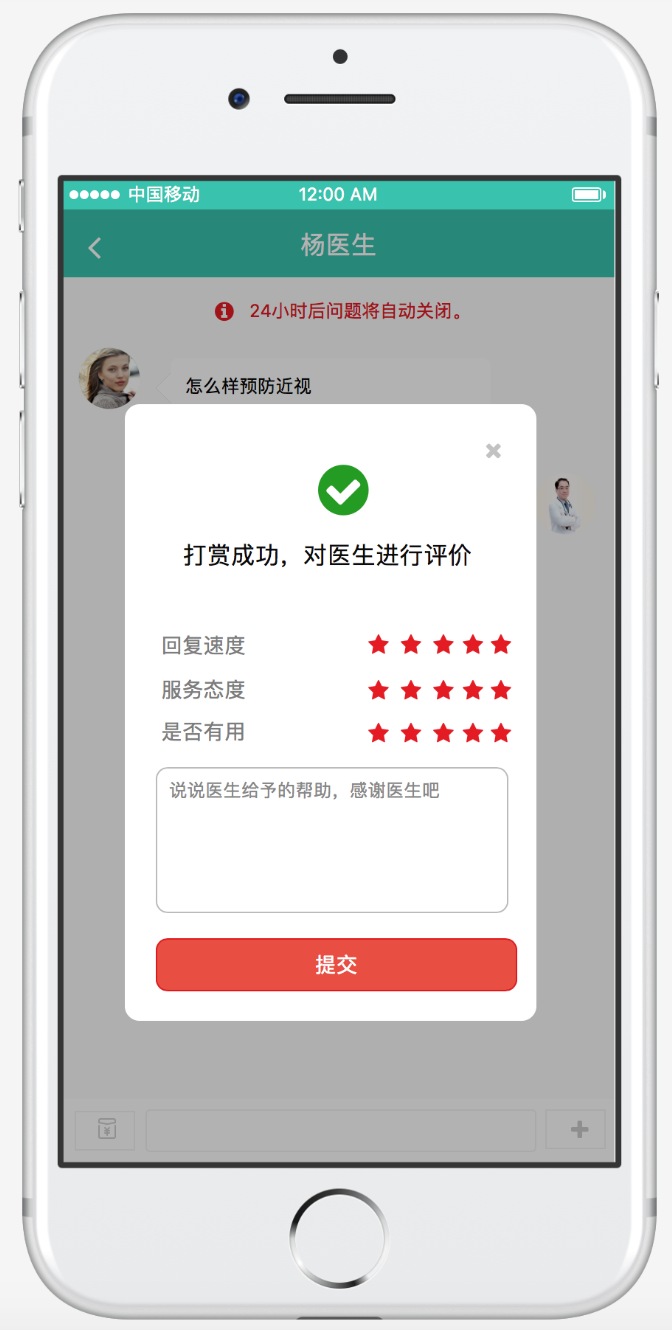 中国移动 12:00 AM
杨医生
24小时后问题将自动关闭。
怎么样预防近视
打赏成功，对医生进行评价
回复速度
服务态度
是否有用
说说医生给予的帮助，感谢医生吧
提交